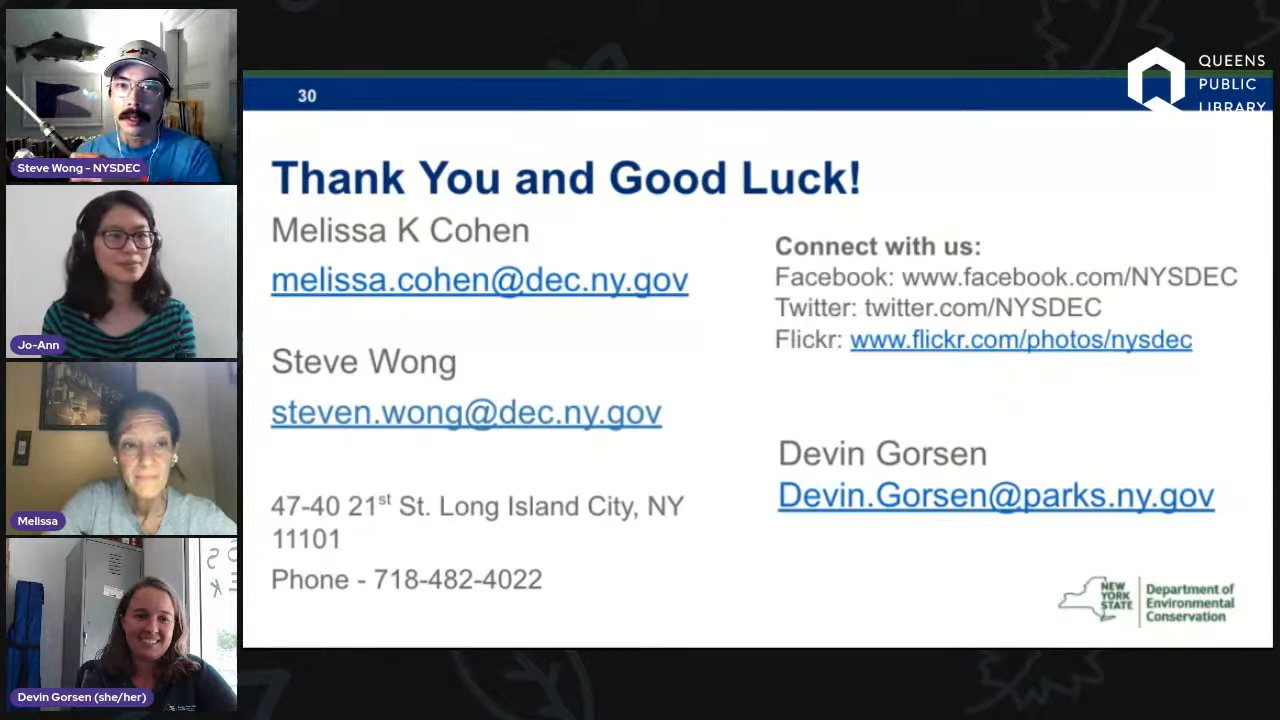 Steve Wong - NYSDEC
Jo-Ann
Melissa
Devin Gorsen (she/her)
QUEENS
PUBLIC
LIBRARY
30
Thank You and Good Luck!
Melissa K Cohen
melissa.cohen@dec.ny.gov
Steve Wong
steven.wong@dec.ny.gov
47-40 21st St. Long Island City, NY
11101
Phone - 718-482-4022
Connect with us:
Facebook: www.facebook.com/NYSDEC
Twitter: twitter.com/NYSDEC
Flickr: www.flickr.com/photos/nysdec
Devin Gorsen
Devin.Gorsen@parks.ny.gov
NEW
YORK
STATE
Department of
Environmental
Conservation